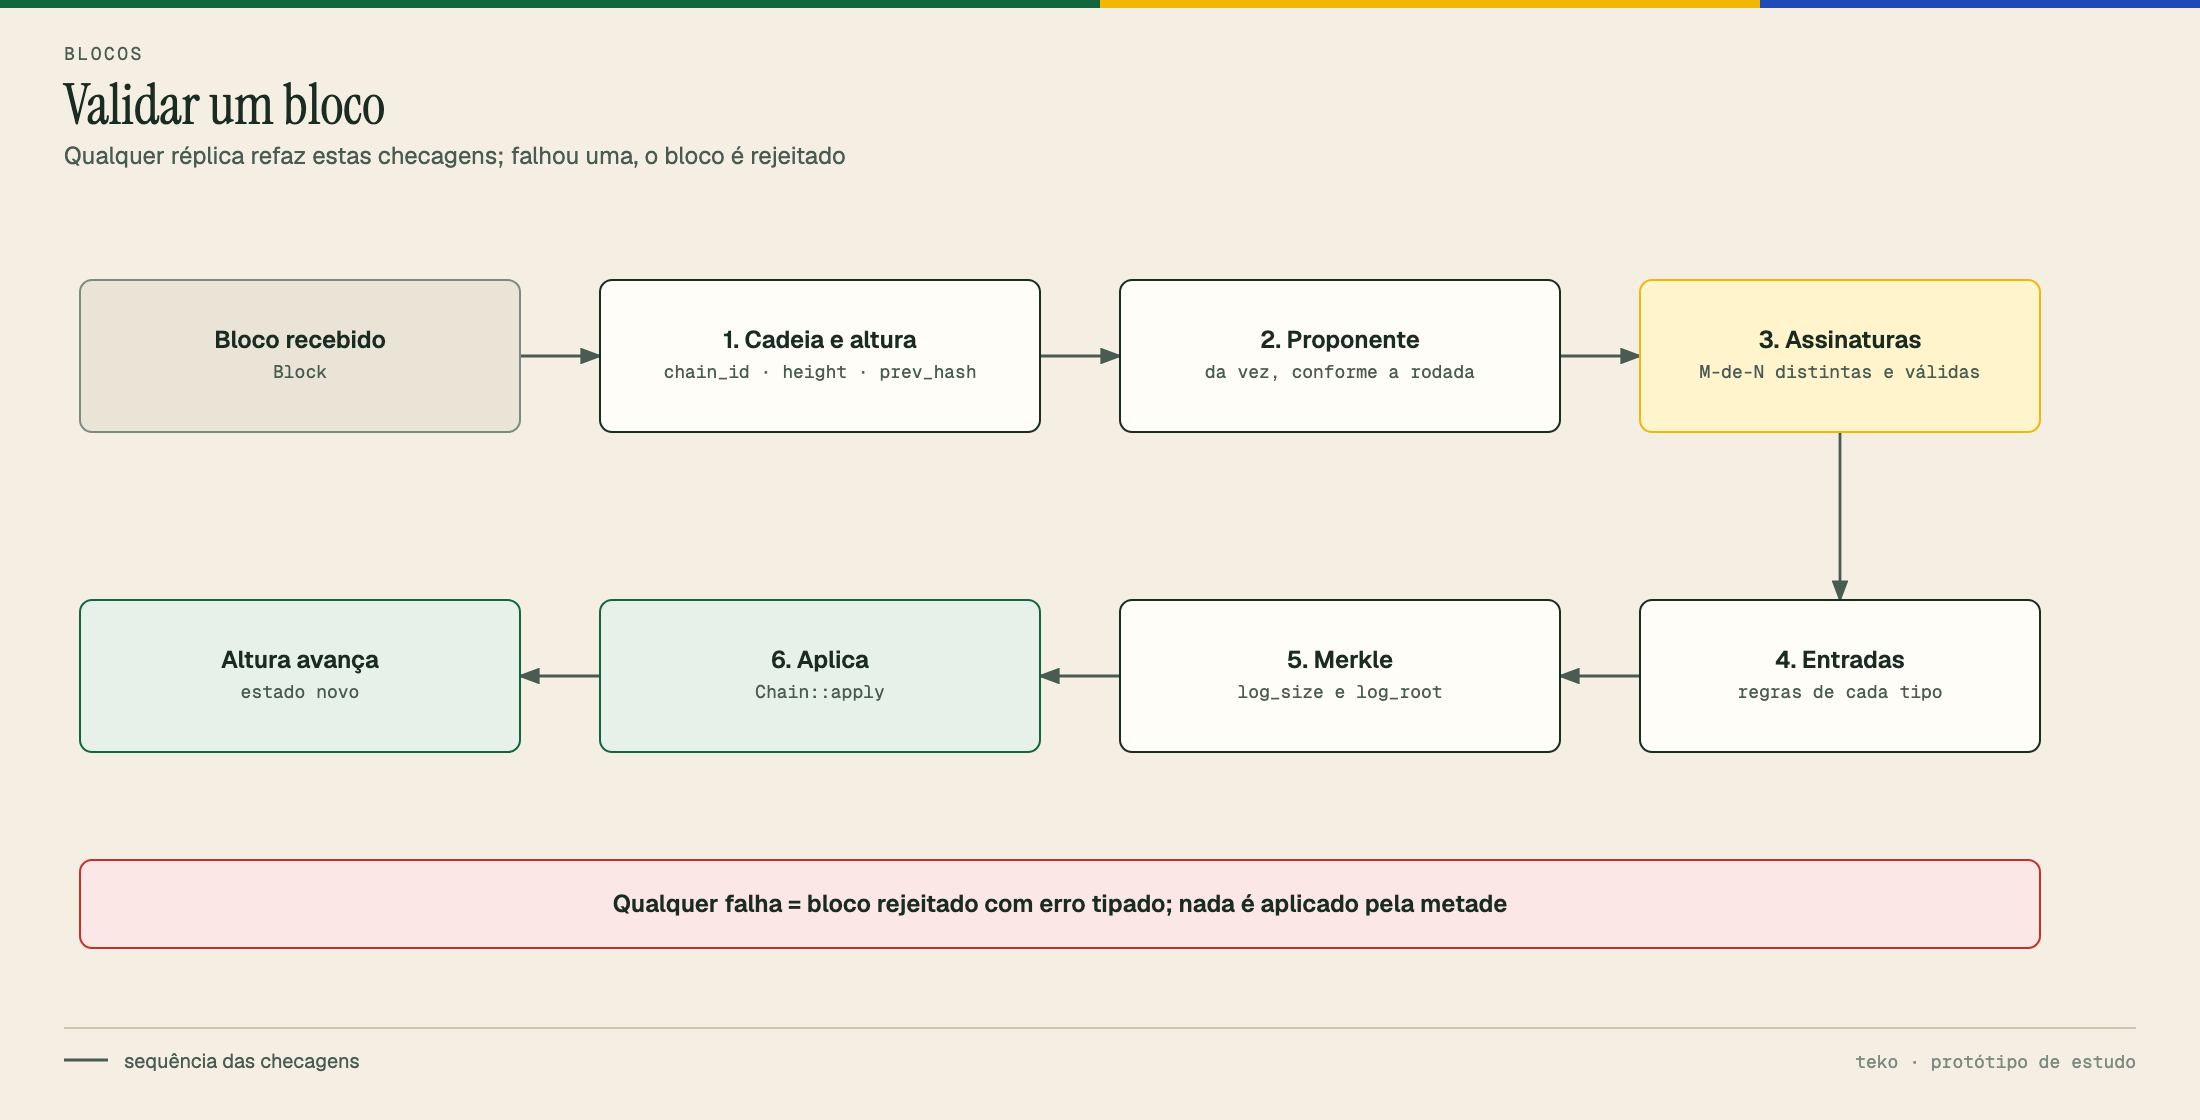 BLOCOS
Validar um bloco
Qualquer réplica refaz estas checagens; falhou uma, o bloco é rejeitado
Bloco recebido
Block
1. Cadeia e altura
chain_id · height · prev_hash
2. Proponente
da vez, conforme a rodada
3. Assinaturas
M-de-N distintas e válidas
4. Entradas
regras de cada tipo
5. Merkle
log_size e log_root
6. Aplica
Chain::apply
Altura avança
estado novo
Qualquer falha = bloco rejeitado com erro tipado; nada é aplicado pela metade
sequência das checagens
teko · protótipo de estudo